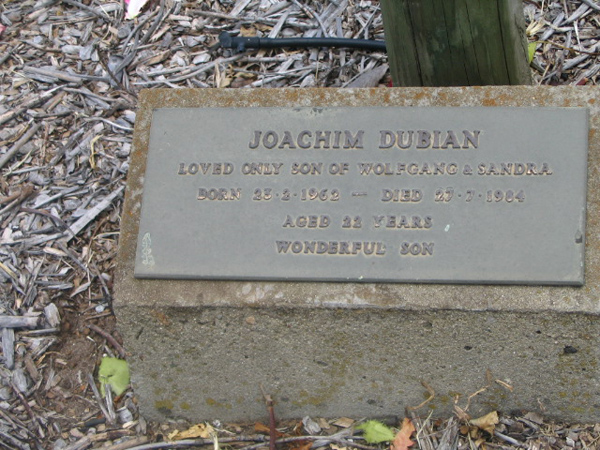 JOACHIM DUBIAN
LOVED ONLY SON OF WOLFGANG & SANDRA
BORN 23·2·1962 — DIED 27·7·1984
AGED 22 YEARS
WONDERFUL SON